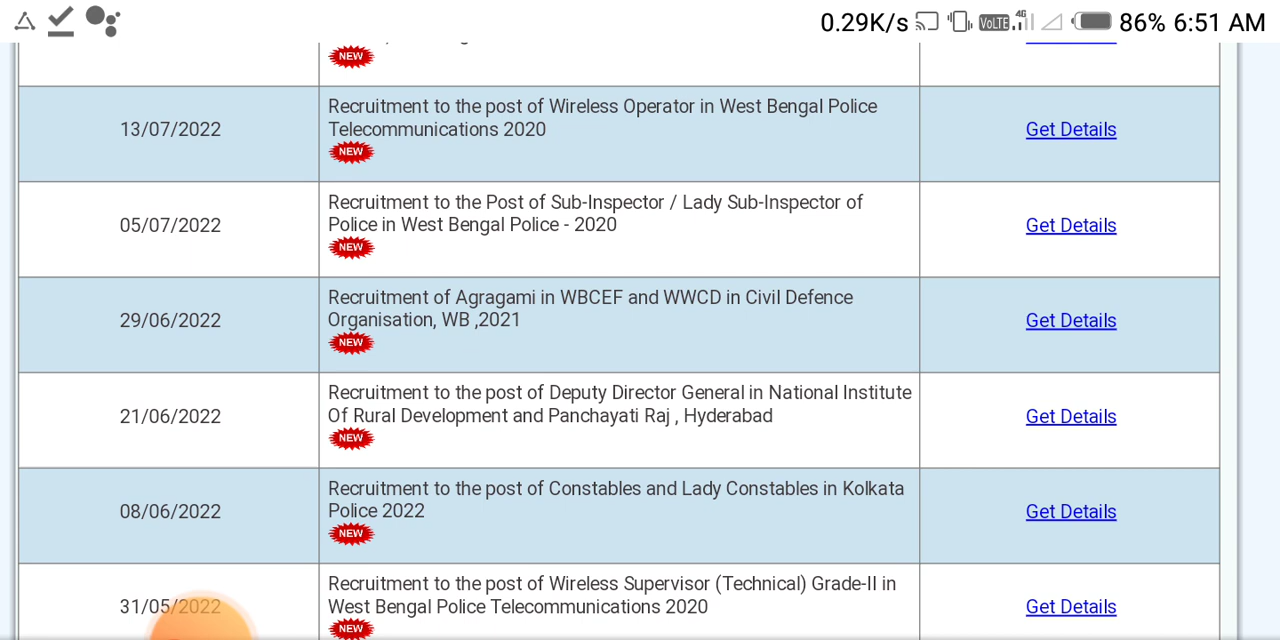 0.29K/s VoLTE 4G 86% 6:51 AM
NEW
13/07/2022
Recruitment to the post of Wireless Operator in West Bengal Police
Telecommunications 2020
NEW
Get Details
05/07/2022
Recruitment to the Post of Sub-Inspector / Lady Sub-Inspector of
Police in West Bengal Police - 2020
NEW
Get Details
29/06/2022
Recruitment of Agragami in WBCEF and WWCD in Civil Defence
Organisation, WB ,2021
NEW
Get Details
21/06/2022
Recruitment to the post of Deputy Director General in National Institute
Of Rural Development and Panchayati Raj , Hyderabad
NEW
Get Details
08/06/2022
Recruitment to the post of Constables and Lady Constables in Kolkata
Police 2022
NEW
Get Details
31/05/2022
Recruitment to the post of Wireless Supervisor (Technical) Grade-II in
West Bengal Police Telecommunications 2020
NEW
Get Details